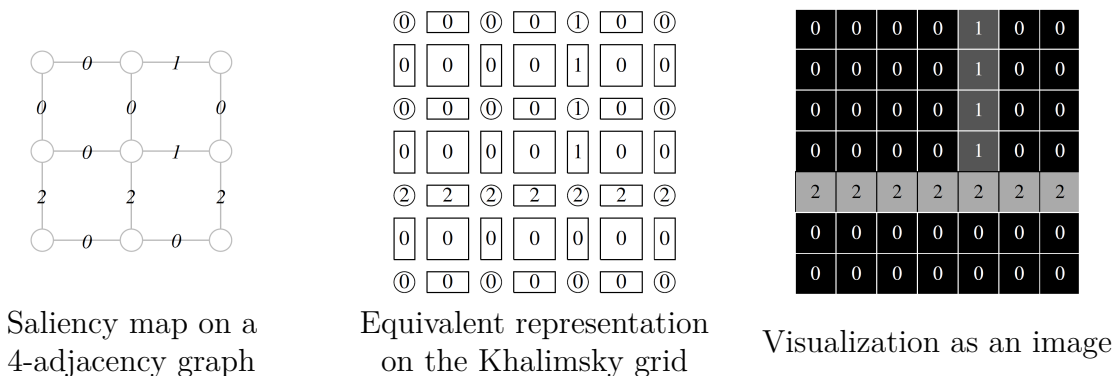 0 1
0 0 0
0 1
2 2 2
0 0
Saliency map on a
4-adjacency graph
0 0 0 0 1 0 0
0 0 0 0 1 0 0
0 0 0 0 1 0 0
0 0 0 0 1 0 0
2 2 2 2 2 2 2
0 0 0 0 0 0 0
0 0 0 0 0 0 0
Equivalent representation
on the Khalimsky grid
0 0 0 0 1 0 0
0 0 0 0 1 0 0
0 0 0 0 1 0 0
0 0 0 0 1 0 0
2 2 2 2 2 2 2
0 0 0 0 0 0 0
0 0 0 0 0 0 0
Visualization as an image